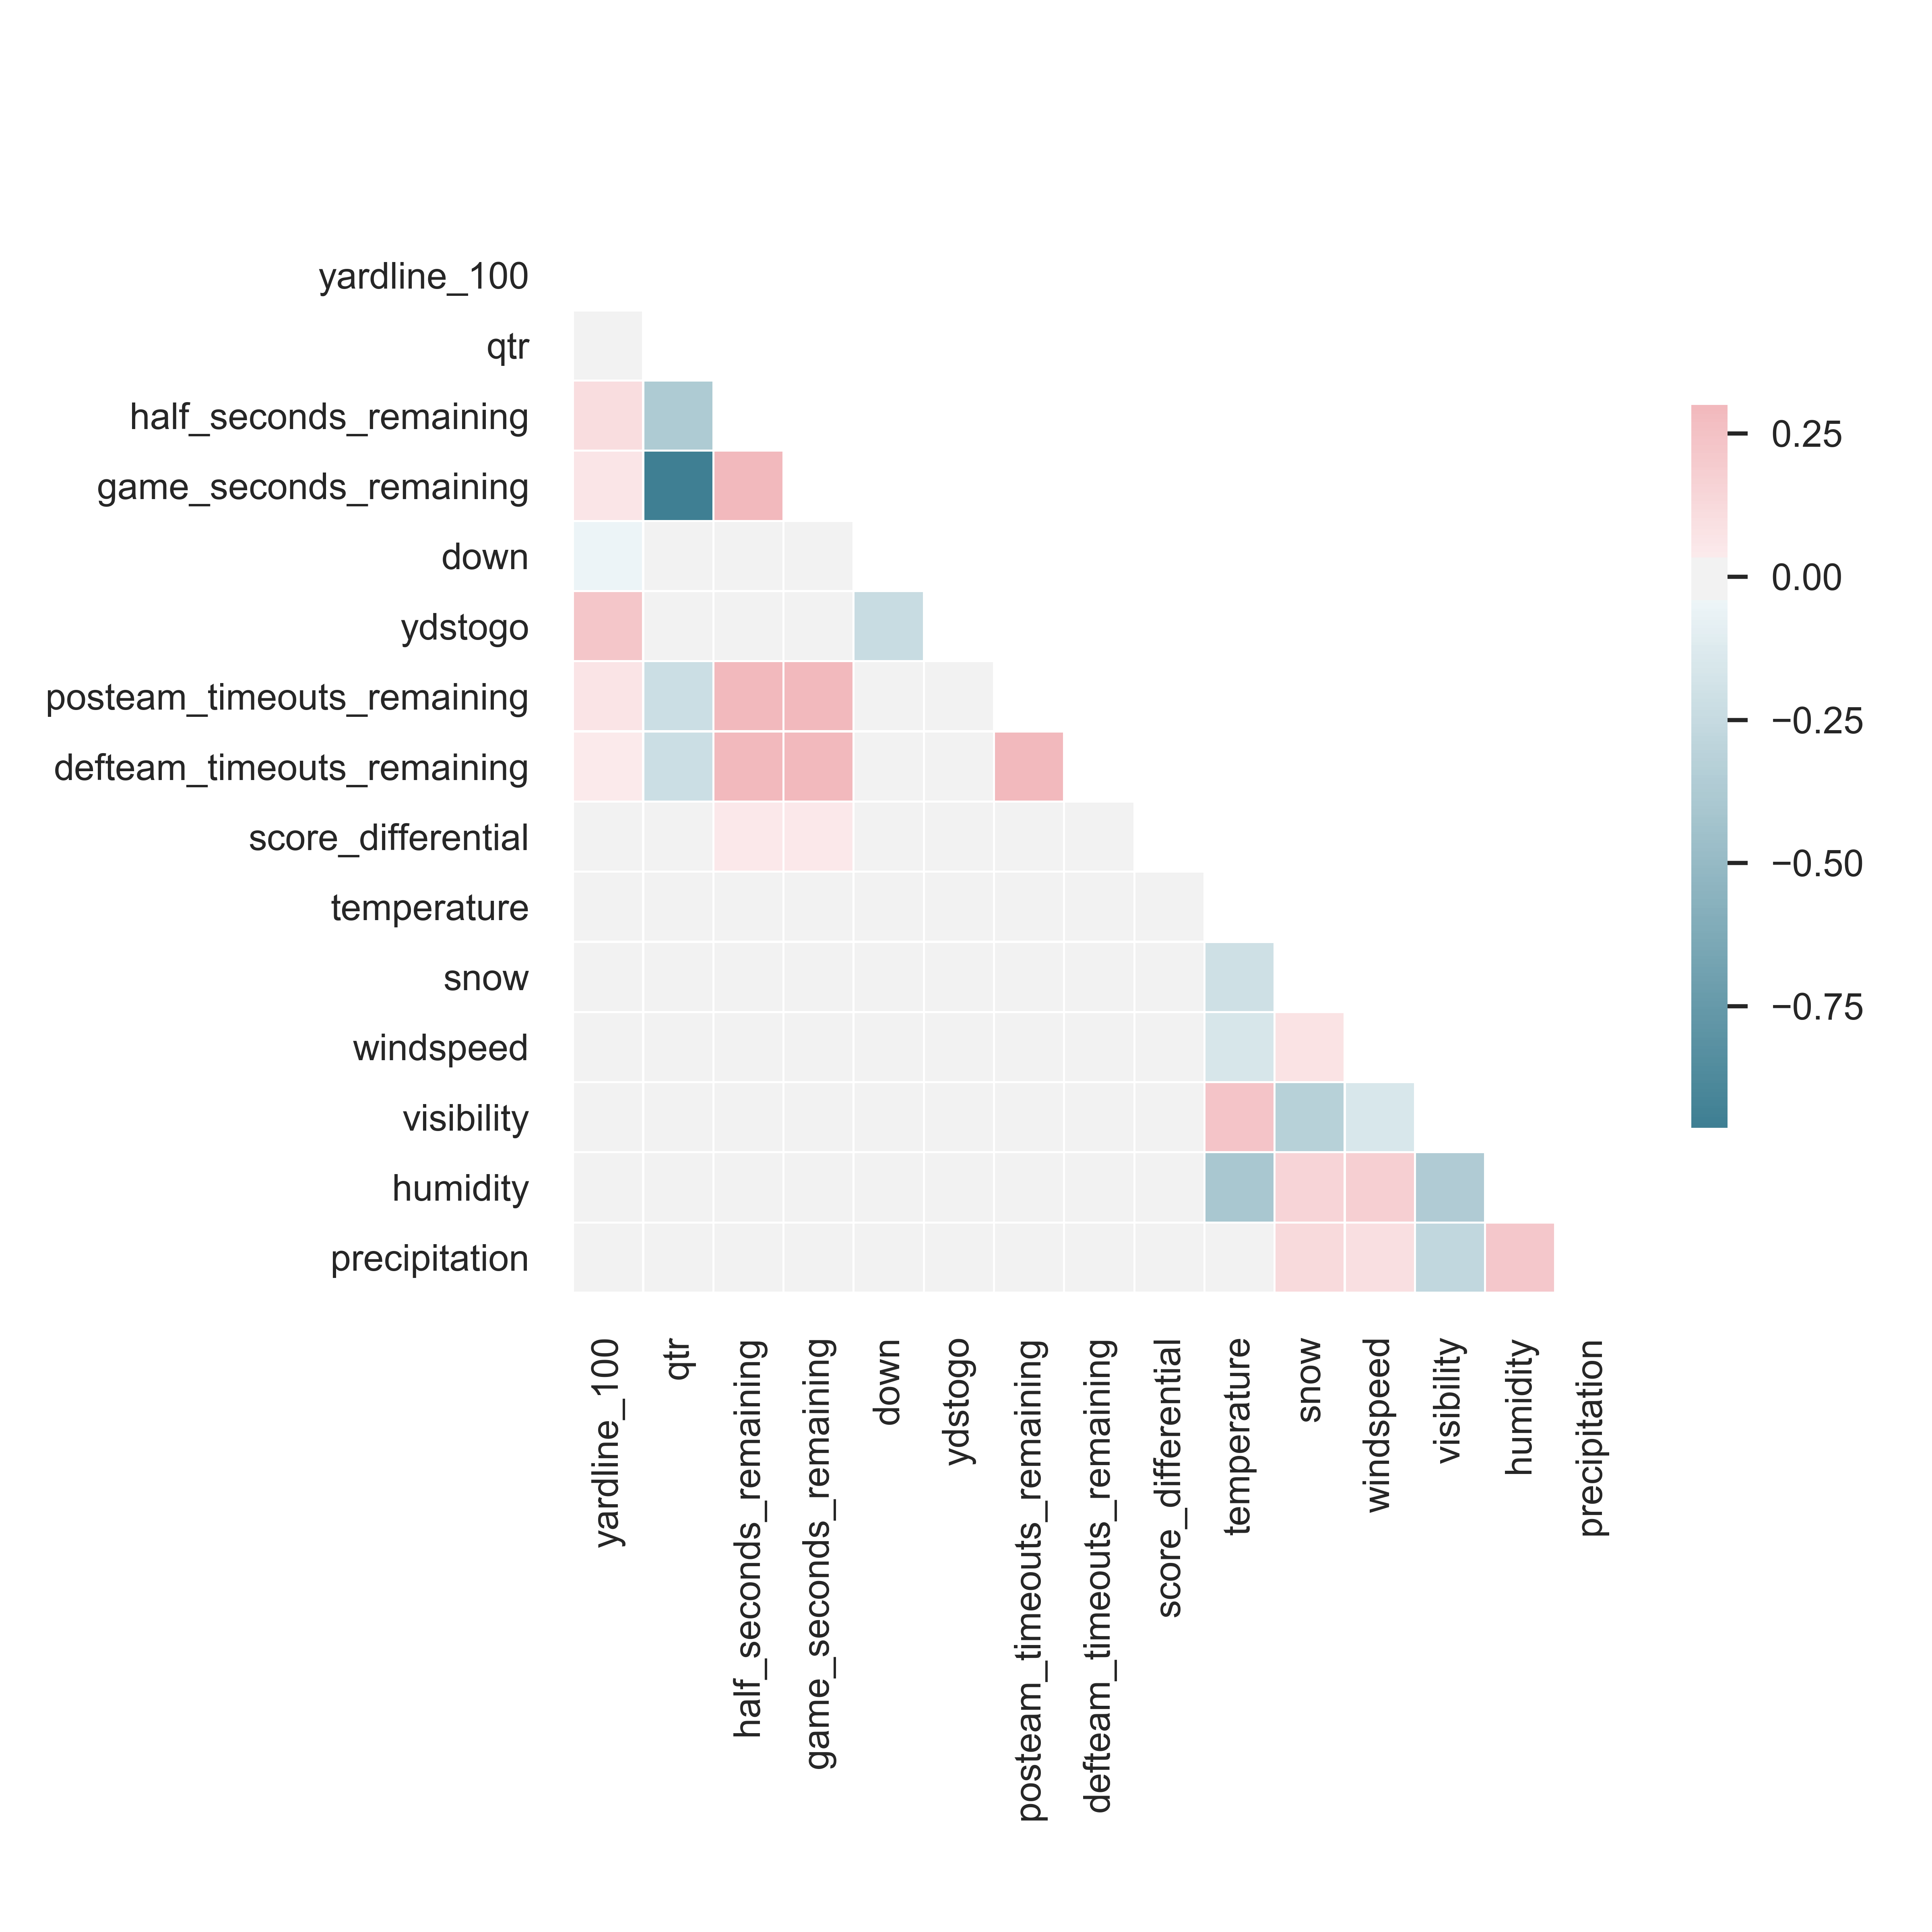 yardline_100
qtr
half_seconds_remaining
game_seconds_remaining
down
ydstogo
posteam_timeouts_remaining
defteam_timeouts_remaining
score_differential
temperature
snow
windspeed
visibility
humidity
precipitation
yardline_100
qtr
half_seconds_remaining
game_seconds_remaining
down
ydstogo
posteam_timeouts_remaining
defteam_timeouts_remaining
score_differential
temperature
snow
windspeed
visibility
humidity
precipitation
0.25
0.00
−0.25
−0.50
−0.75